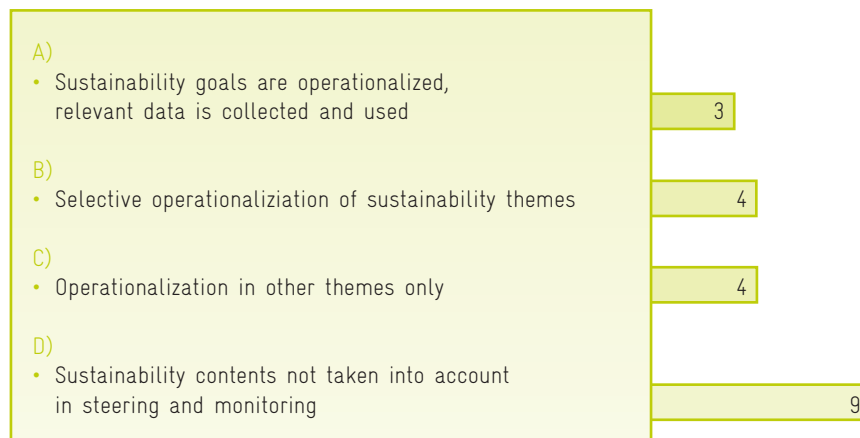 A)
• Sustainability goals are operationalized,
relevant data is collected and used
3
B)
• Selective operationaliziation of sustainability themes
4
C)
• Operationalization in other themes only
4
D)
• Sustainability contents not taken into account
in steering and monitoring
9